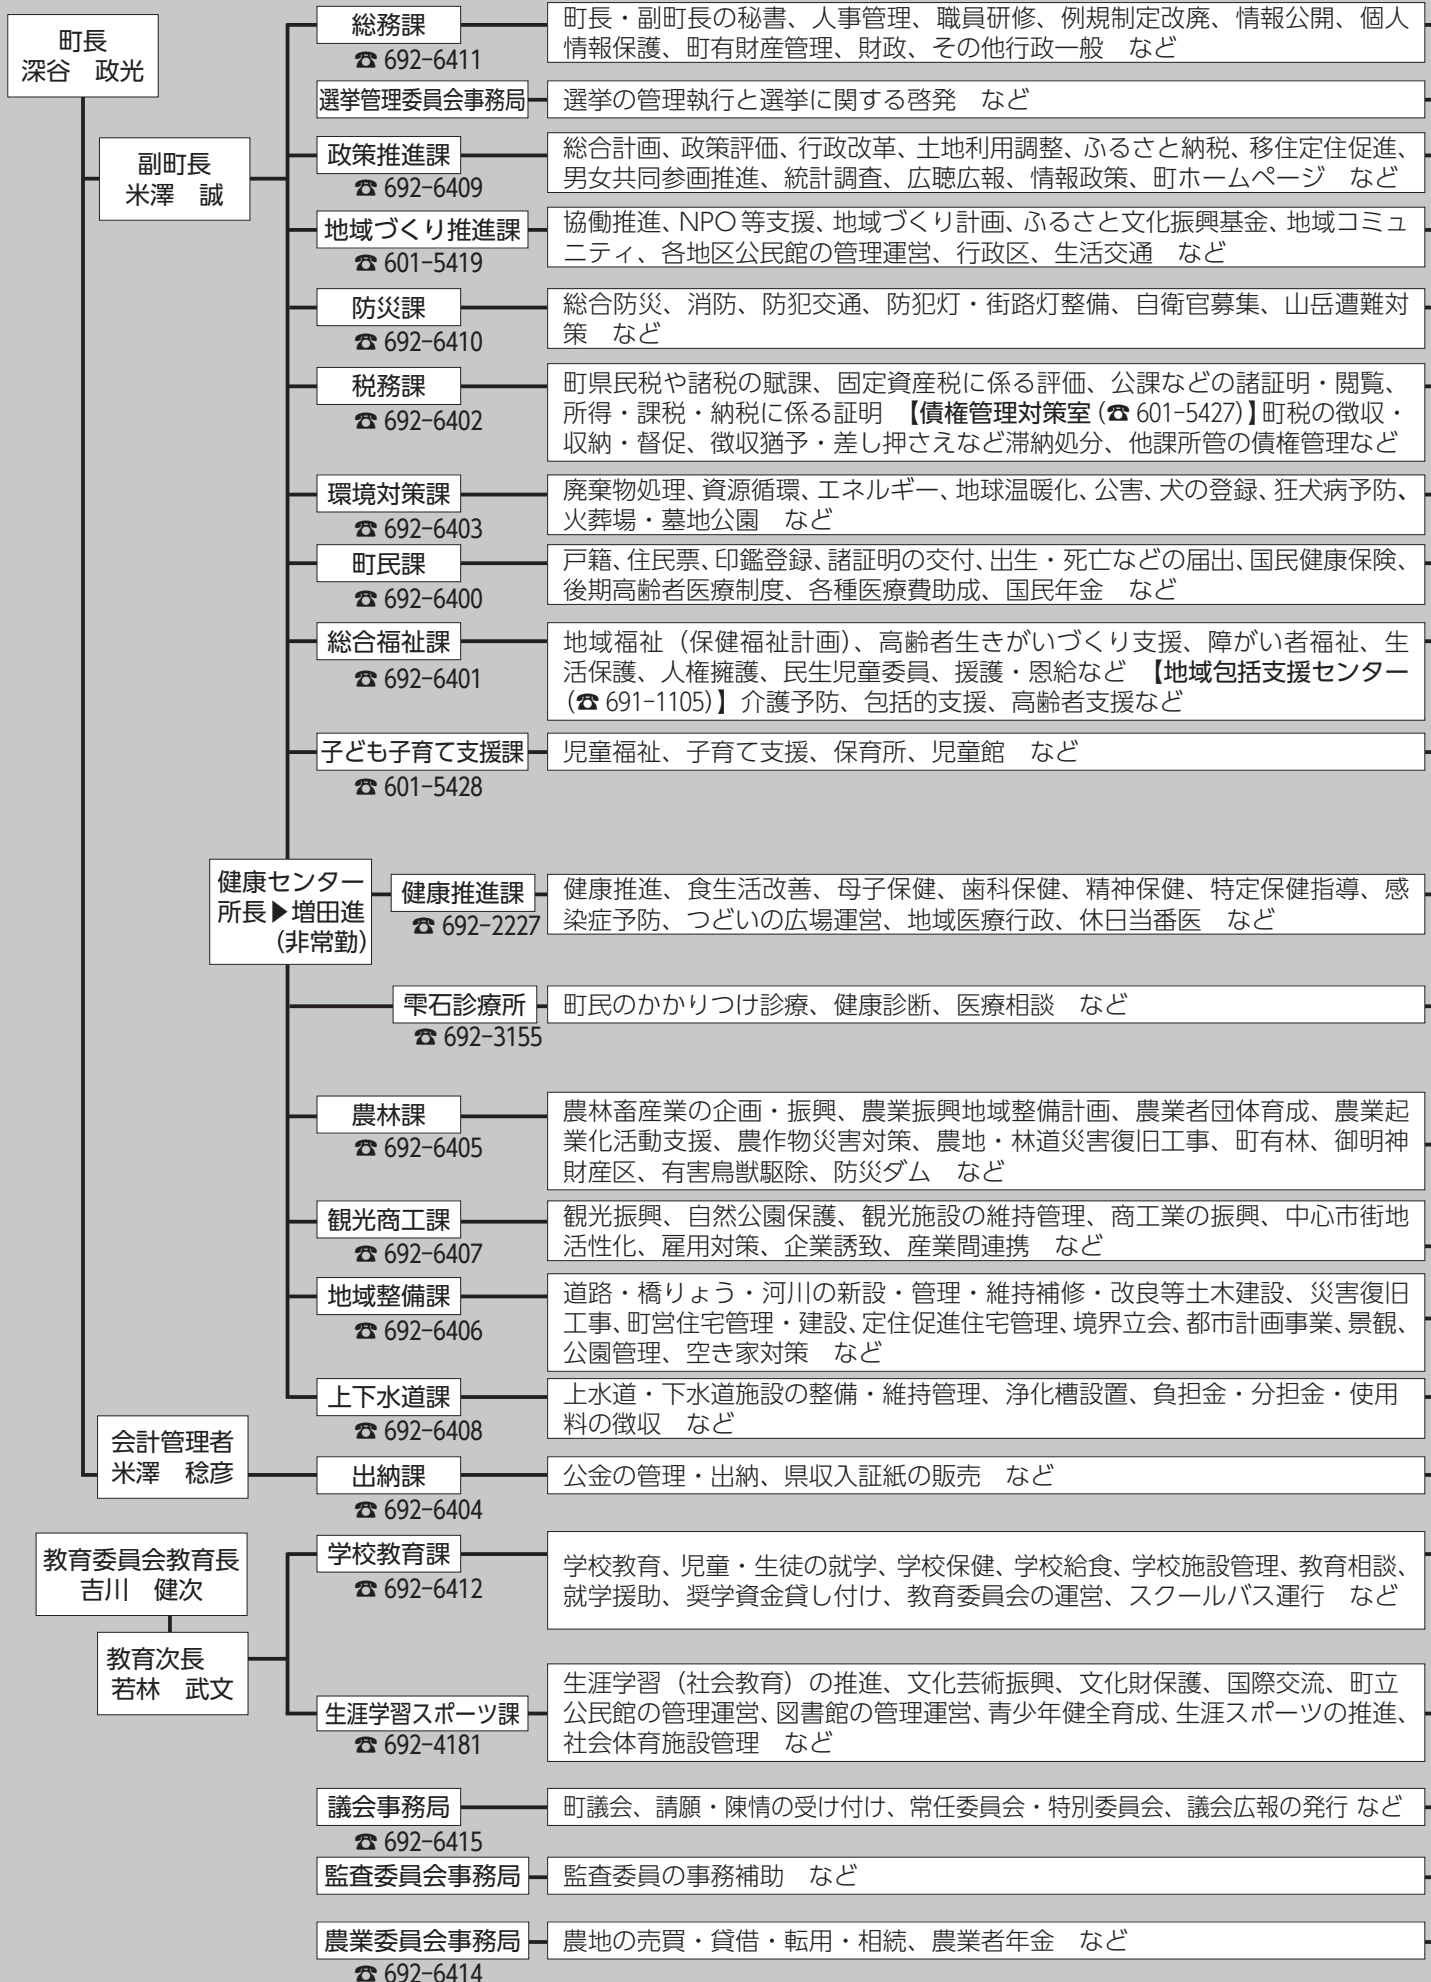 町長
深谷　政光
副町長
米澤　誠
総務課
☎ 692-6411
町長・副町長の秘書、人事管理、職員研修、例規制定改廃、情報公開、個人
情報保護、町有財産管理、財政、その他行政一般　など
選挙管理委員会事務局
選挙の管理執行と選挙に関する啓発　など
政策推進課
☎ 692-6409
総合計画、政策評価、行政改革、土地利用調整、ふるさと納税、移住定住促進、
男女共同参画推進、統計調査、広聴広報、情報政策、町ホームページ　など
地域づくり推進課
☎ 601-5419
協働推進、NPO 等支援、地域づくり計画、ふるさと文化振興基金、地域コミュ
ニティ、各地区公民館の管理運営、行政区、生活交通　など
防災課
☎ 692-6410
総合防災、消防、防犯交通、防犯灯・街路灯整備、自衛官募集、山岳遭難対
策　など
税務課
☎ 692-6402
町県民税や諸税の賦課、固定資産税に係る評価、公課などの諸証明・閲覧、
所得・課税・納税に係る証明　【債権管理対策室（☎ 601-5427）】町税の徴収・
収納・督促、徴収猶予・差し押さえなど滞納処分、他課所管の債権管理など
環境対策課
☎ 692-6403
廃棄物処理、資源循環、エネルギー、地球温暖化、公害、犬の登録、狂犬病予防、
火葬場・墓地公園　など
町民課
☎ 692-6400
戸籍、住民票、印鑑登録、諸証明の交付、出生・死亡などの届出、国民健康保険、
後期高齢者医療制度、各種医療費助成、国民年金　など
総合福祉課
☎ 692-6401
地域福祉（保健福祉計画）、高齢者生きがいづくり支援、障がい者福祉、生
活保護、人権擁護、民生児童委員、援護・恩給など　【地域包括支援センター
（☎ 691-1105）】介護予防、包括的支援、高齢者支援など
子ども子育て支援課
☎ 601-5428
児童福祉、子育て支援、保育所、児童館　など
健康センター
所長▶増田進
（非常勤）
健康推進課
☎ 692-2227
健康推進、食生活改善、母子保健、歯科保健、精神保健、特定保健指導、感
染症予防、つどいの広場運営、地域医療行政、休日当番医　など
雫石診療所
☎ 692-3155
町民のかかりつけ診療、健康診断、医療相談　など
農林課
☎ 692-6405
農林畜産業の企画・振興、農業振興地域整備計画、農業者団体育成、農業起
業化活動支援、農作物災害対策、農地・林道災害復旧工事、町有林、御明神
財産区、有害鳥獣駆除、防災ダム　など
観光商工課
☎ 692-6407
観光振興、自然公園保護、観光施設の維持管理、商工業の振興、中心市街地
活性化、雇用対策、企業誘致、産業間連携　など
地域整備課
☎ 692-6406
道路・橋りょう・河川の新設・管理・維持補修・改良等土木建設、災害復旧
工事、町営住宅管理・建設、定住促進住宅管理、境界立会、都市計画事業、景観、
公園管理、空き家対策　など
上下水道課
☎ 692-6408
上水道・下水道施設の整備・維持管理、浄化槽設置、負担金・分担金・使用
料の徴収　など
会計管理者
米澤　稔彦
出納課
☎ 692-6404
公金の管理・出納、県収入証紙の販売　など
教育委員会教育長
吉川　健次
教育次長
若林　武文
学校教育課
☎ 692-6412
学校教育、児童・生徒の就学、学校保健、学校給食、学校施設管理、教育相談、
就学援助、奨学資金貸し付け、教育委員会の運営、スクールバス運行　など
生涯学習スポーツ課
☎ 692-4181
生涯学習（社会教育）の推進、文化芸術振興、文化財保護、国際交流、町立
公民館の管理運営、図書館の管理運営、青少年健全育成、生涯スポーツの推進、
社会体育施設管理　など
議会事務局
☎ 692-6415
町議会、請願・陳情の受け付け、常任委員会・特別委員会、議会広報の発行 など
監査委員会事務局
監査委員の事務補助　など
農業委員会事務局
☎ 692-6414
農地の売買・貸借・転用・相続、農業者年金　など